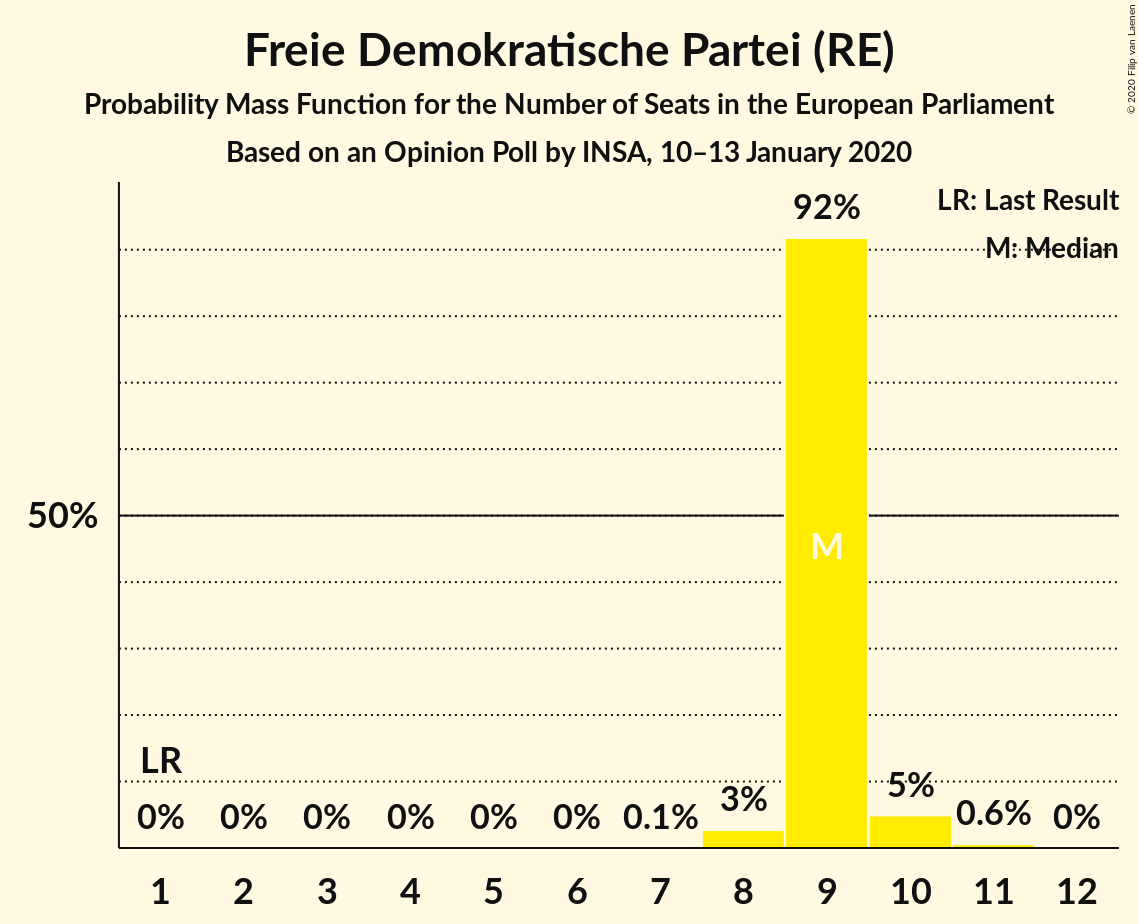 Freie Demokratische Partei (RE)
Probability Mass Function for the Number of Seats in the European Parliament
Based on an Opinion Poll by INSA, 10–13 January 2020
© 2020 Filip van Laenen
LR: Last Result
M: Median
92%
50%
M
LR
0% 0% 0% 0% 0% 0% 0.1% 3% 5% 0.6% 0%
1 2 3 4 5 6 7 8 9 10 11 12